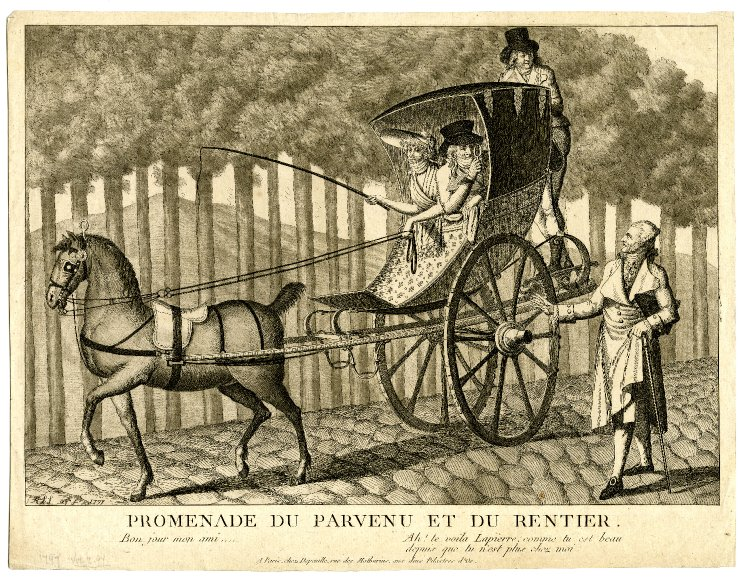 PROMENADE DU PARVENU ET DU RENTIER.
Bon jour mon ami....
Ah! te voila Lapierre, comme tu est beau
depuis que tu n'est plus chez moi
A Paris, chez Depeuille, rue des Mathurins, aux deux Pilastres d'Or.